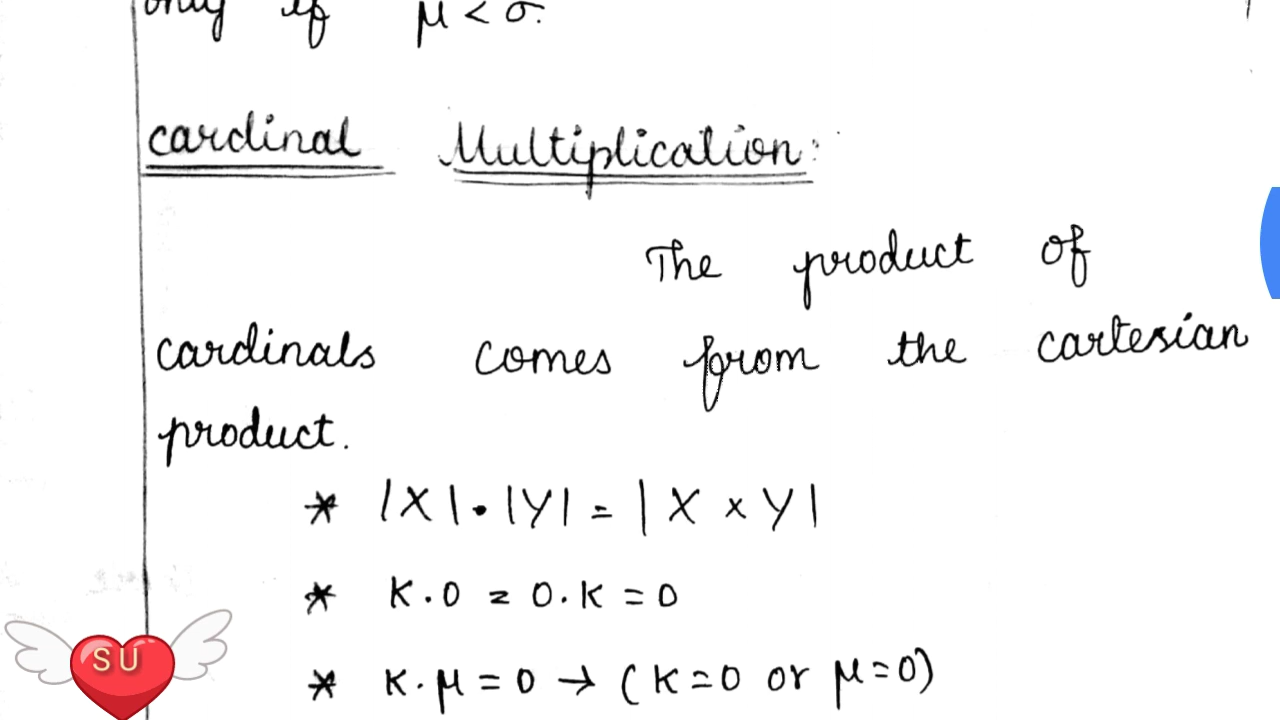 only if μ < σ.
cardinal Multiplication:
The product of
cardinals comes from the cartesian
product.
* |X|•|Y| = |X × Y|
* K.0 = 0.K = 0
* K.μ = 0 → (K=0 or μ=0)
SU